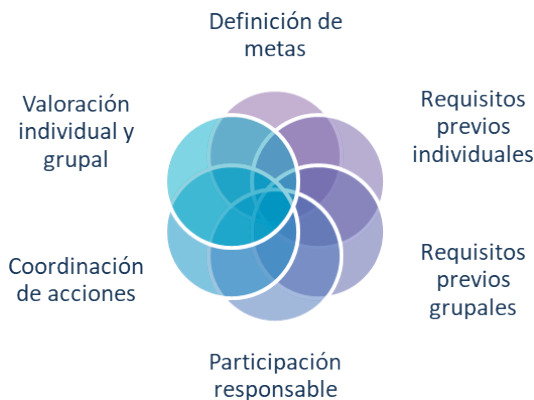 Definición de
metas
Requisitos
previos
individuales
Requisitos
previos
grupales
Participación
responsable
Coordinación
de acciones
Valoración
individual y
grupal